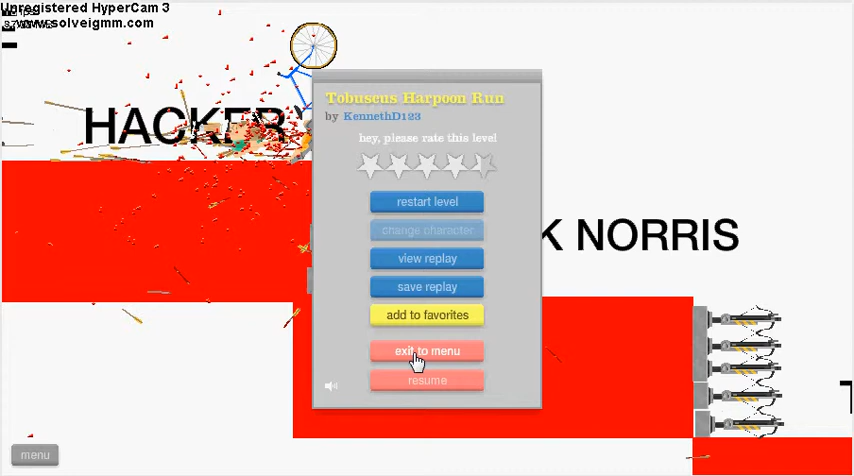 Unregistered HyperCam 3
www.solveigmm.com
HACKER
Tobuscus Harpoon Run
by KennethD123
hey, please rate this level
restart level
change character
view replay
K NORRIS
save replay
add to favorites
exit to menu
resume
menu